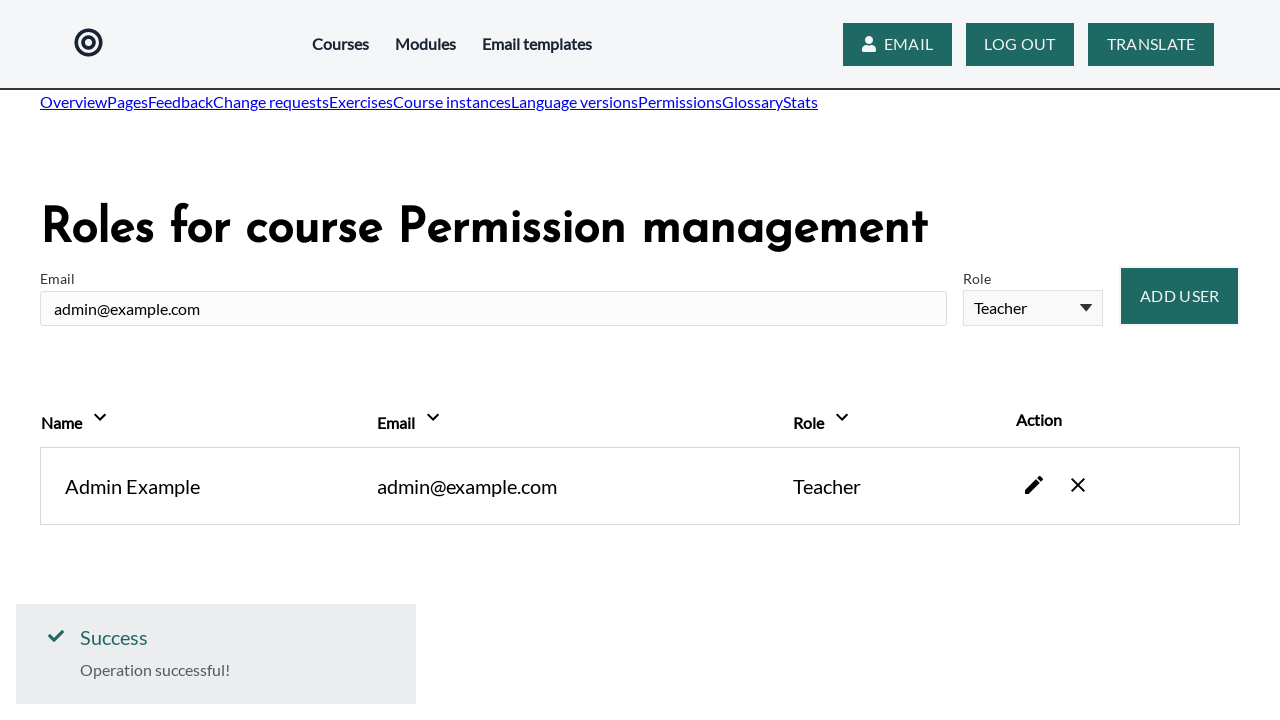 Courses Modules Email templates EMAIL LOG OUT TRANSLATE
OverviewPagesFeedbackChange requestsExercisesCourse instancesLanguage versionsPermissionsGlossaryStats
Roles for course Permission management
Email Role
admin@example.com Teacher ADD USER
Name Email Role Action
Admin Example admin@example.com Teacher
Success
Operation successful!